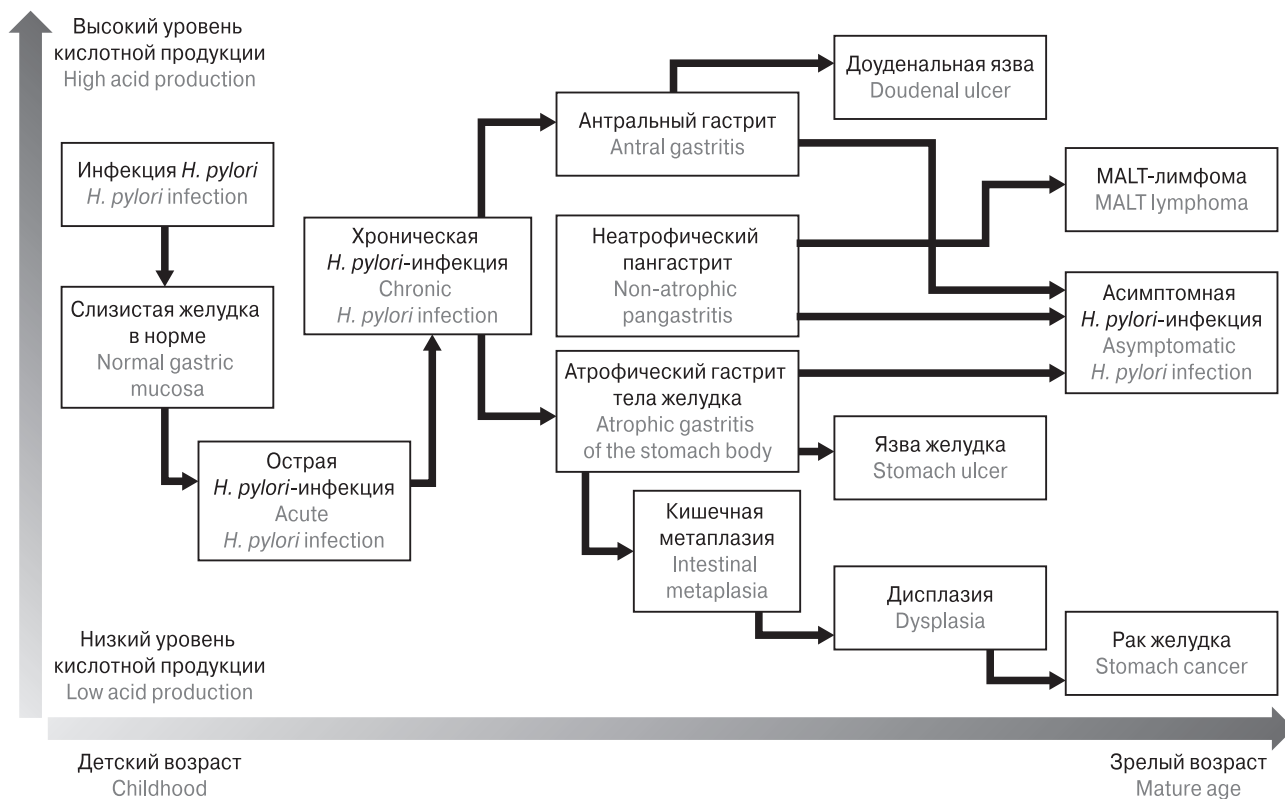 Высокий уровень
кислотной продукции
High acid production
Инфекция H. pylori
H. pylori infection
Слизистая желудка
в норме
Normal gastric
mucosa
Острая
H. pylori-инфекция
Acute
H. pylori infection
Хроническая
H. pylori-инфекция
Chronic
H. pylori infection
Антральный гастрит
Antral gastritis
Неатрофический
пангастрит
Non-atrophic
pangastritis
Атрофический гастрит
тела желудка
Atrophic gastritis
of the stomach body
Кишечная
метаплазия
Intestinal
metaplasia
Доуденальная язва
Doudenal ulcer
Язва желудка
Stomach ulcer
Дисплазия
Dysplasia
MALT-лимфома
MALT lymphoma
Асимптомная
H. pylori-инфекция
Asymptomatic
H. pylori infection
Рак желудка
Stomach cancer
Низкий уровень
кислотной продукции
Low acid production
Детский возраст
Childhood
Зрелый возраст
Mature age